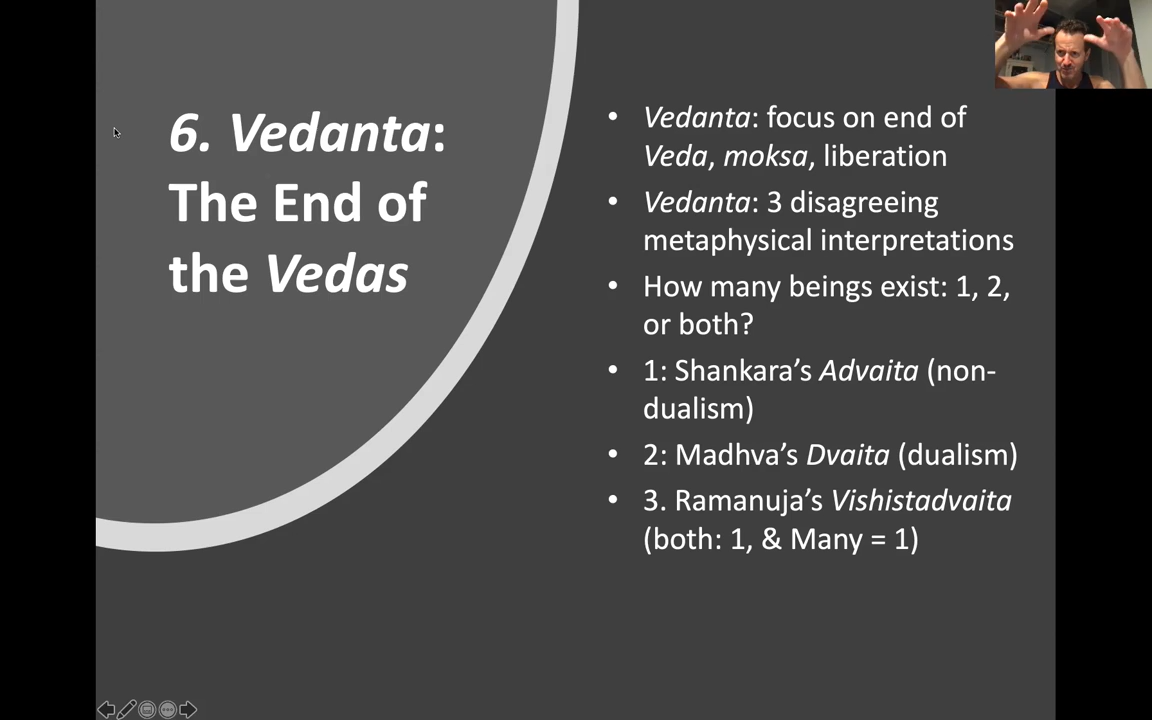 6. Vedanta:
The End of
the Vedas
• Vedanta: focus on end of
Veda, moksa, liberation
• Vedanta: 3 disagreeing
metaphysical interpretations
• How many beings exist: 1, 2,
or both?
• 1: Shankara’s Advaita (non-
dualism)
• 2: Madhva’s Dvaita (dualism)
• 3. Ramanuja’s Vishistadvaita
(both: 1, & Many = 1)